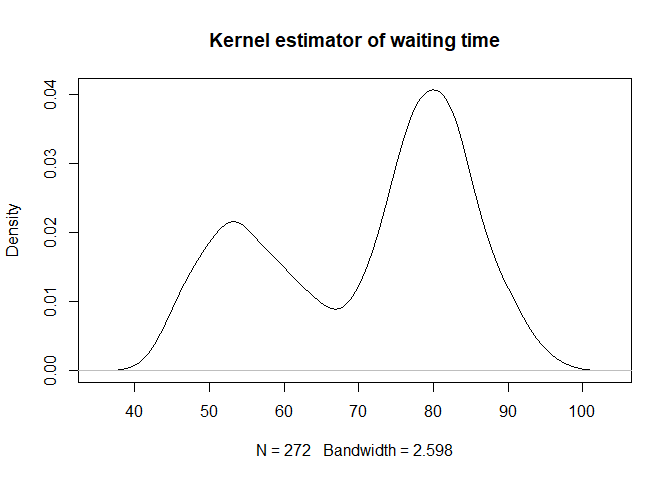 Kernel estimator of waiting time
Density
0.04
0.03
0.02
0.01
0.00
40 50 60 70 80 90 100
N = 272 Bandwidth = 2.598